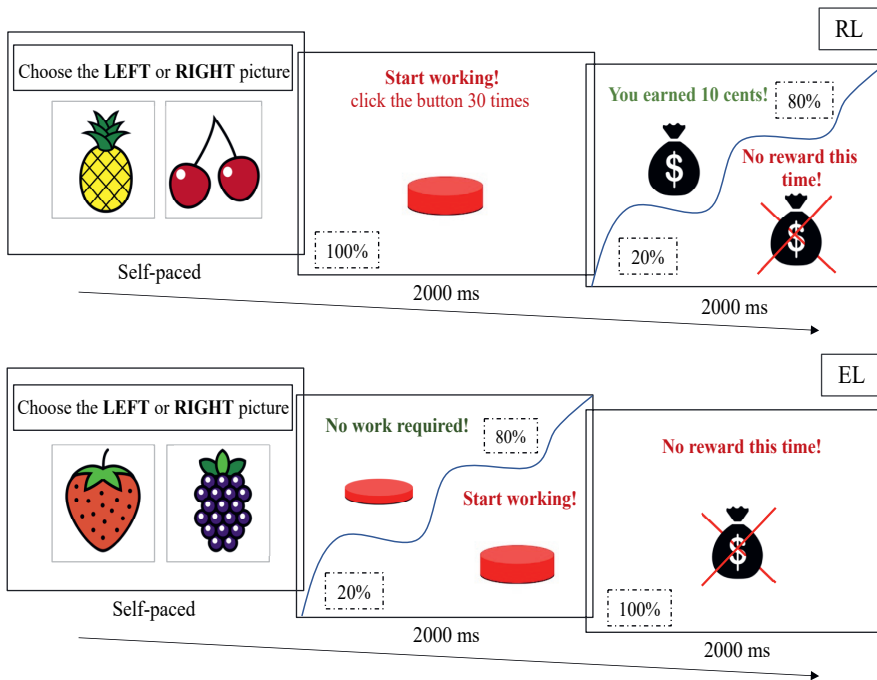 RL
Choose the LEFT or RIGHT picture
Self-paced
Start working!
click the button 30 times
100%
2000 ms
You earned 10 cents!
80%
$
No reward this
time!
$
20%
2000 ms
EL
Choose the LEFT or RIGHT picture
Self-paced
No work required!
80%
Start working!
20%
2000 ms
No reward this time!
$
100%
2000 ms